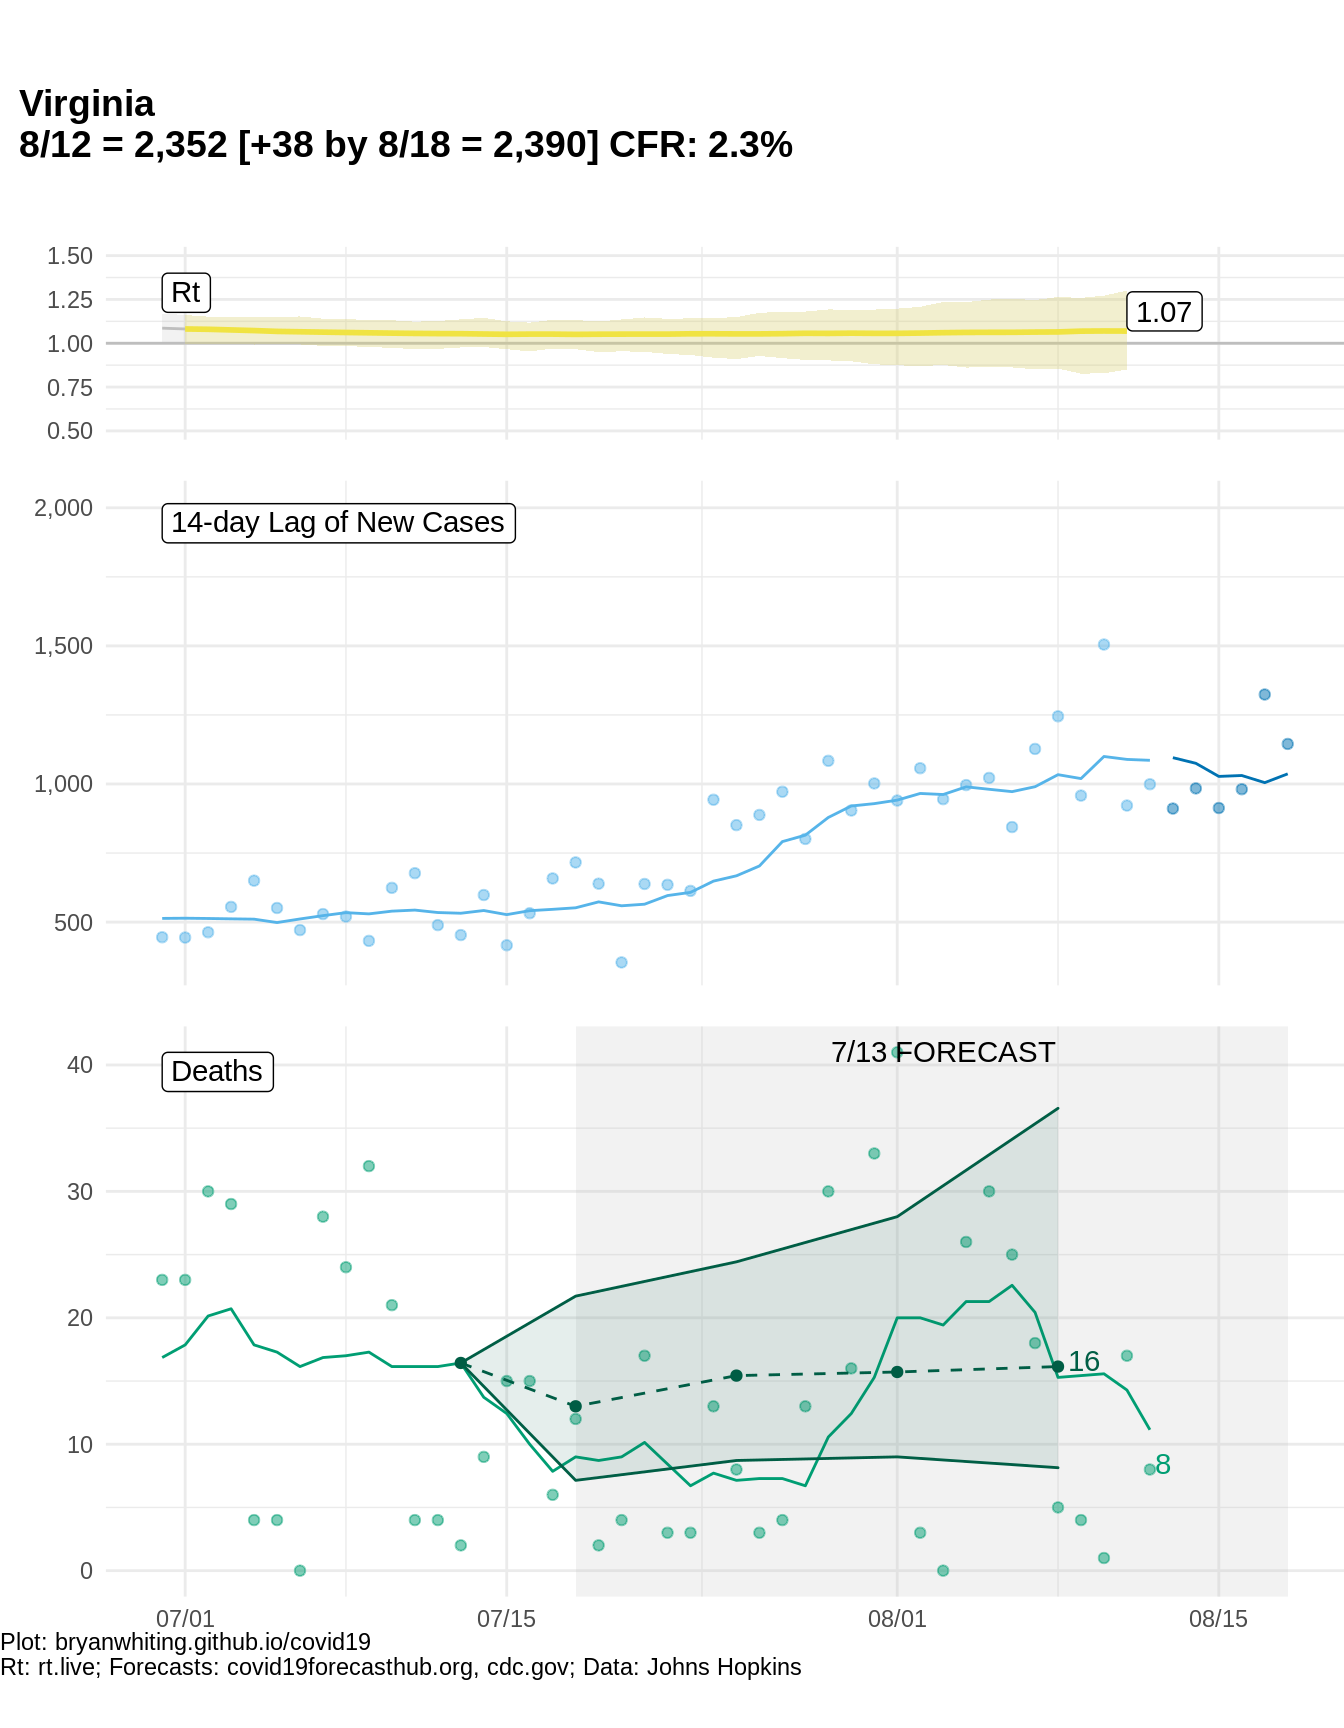 Virginia
8/12 = 2,352 [+38 by 8/18 = 2,390] CFR: 2.3%
1.50
1.25
1.00
0.75
0.50
Rt
1.07
2,000
1,500
1,000
500
14-day Lag of New Cases
40
30
20
10
0
Deaths
7/13 FORECAST
16
8
07/01
07/15
08/01
08/15
Plot: bryanwhiting.github.io/covid19
Rt: rt.live; Forecasts: covid19forecasthub.org, cdc.gov; Data: Johns Hopkins